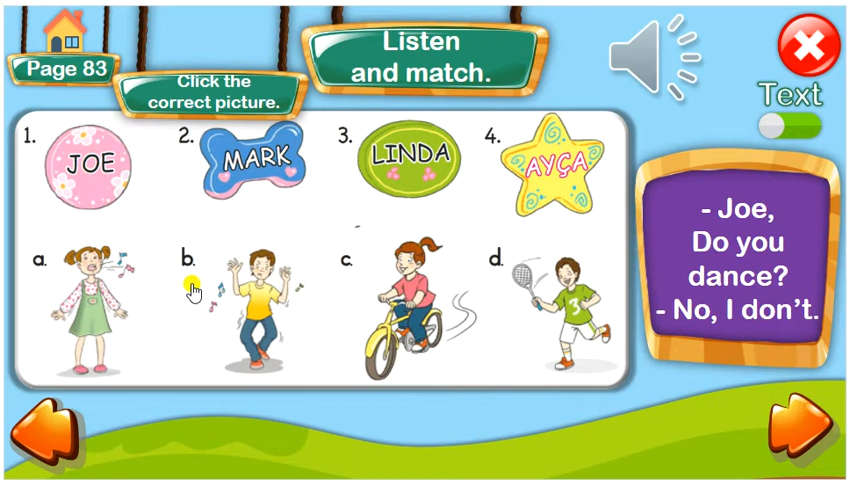 Page 83
Click the
correct picture.
Listen
and match.
Text
1.
JOE
2.
MARK
3.
LINDA
4.
AYÇA
a.
b.
c.
d.
3
- Joe,
Do you
dance?
- No, I don't.